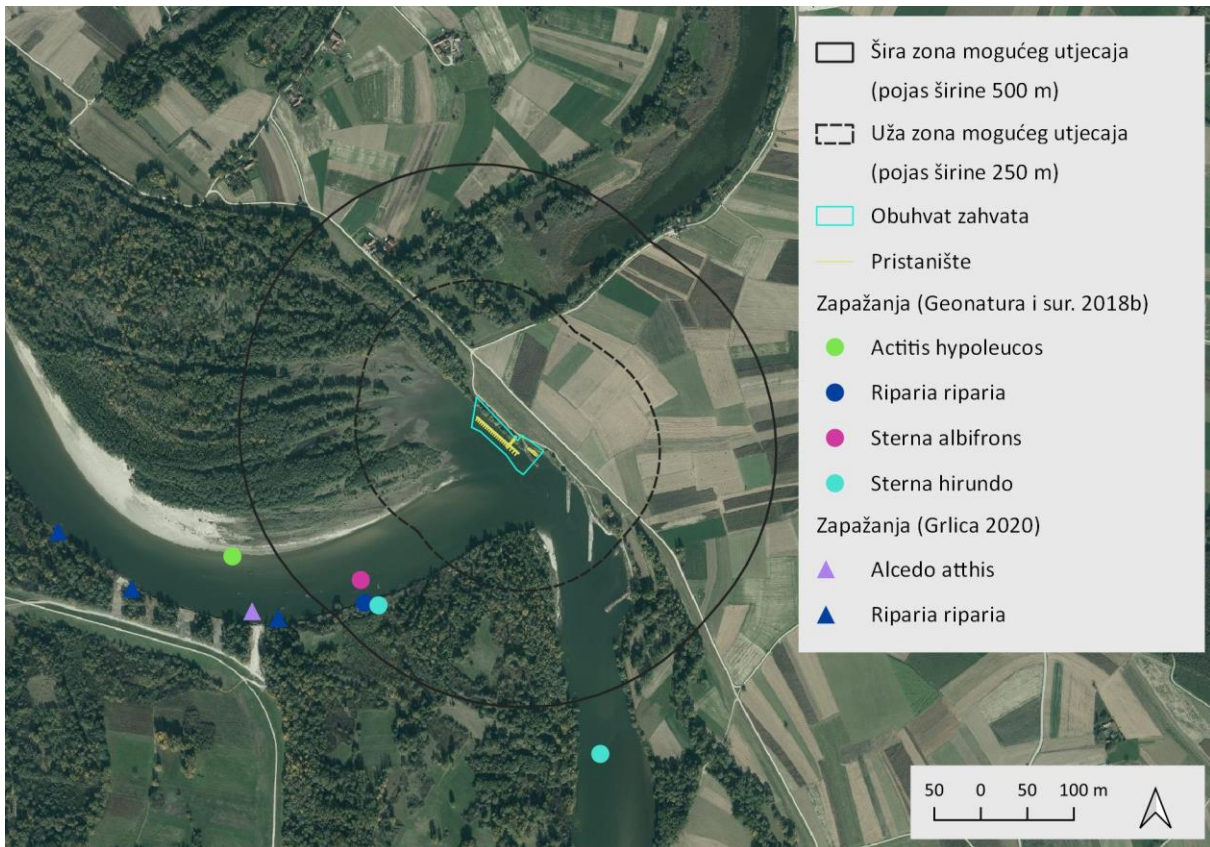 Šira zona mogućeg utjecaja
(pojas širine 500 m)
Uža zona mogućeg utjecaja
(pojas širine 250 m)
Obuhvat zahvata
Pristanište
Zapažanja (Geonatura i sur. 2018b)
Actitis hypoleucos
Riparia riparia
Sterna albifrons
Sterna hirundo
Zapažanja (Grlica 2020)
Alcedo atthis
Riparia riparia
50 0 50 100 m